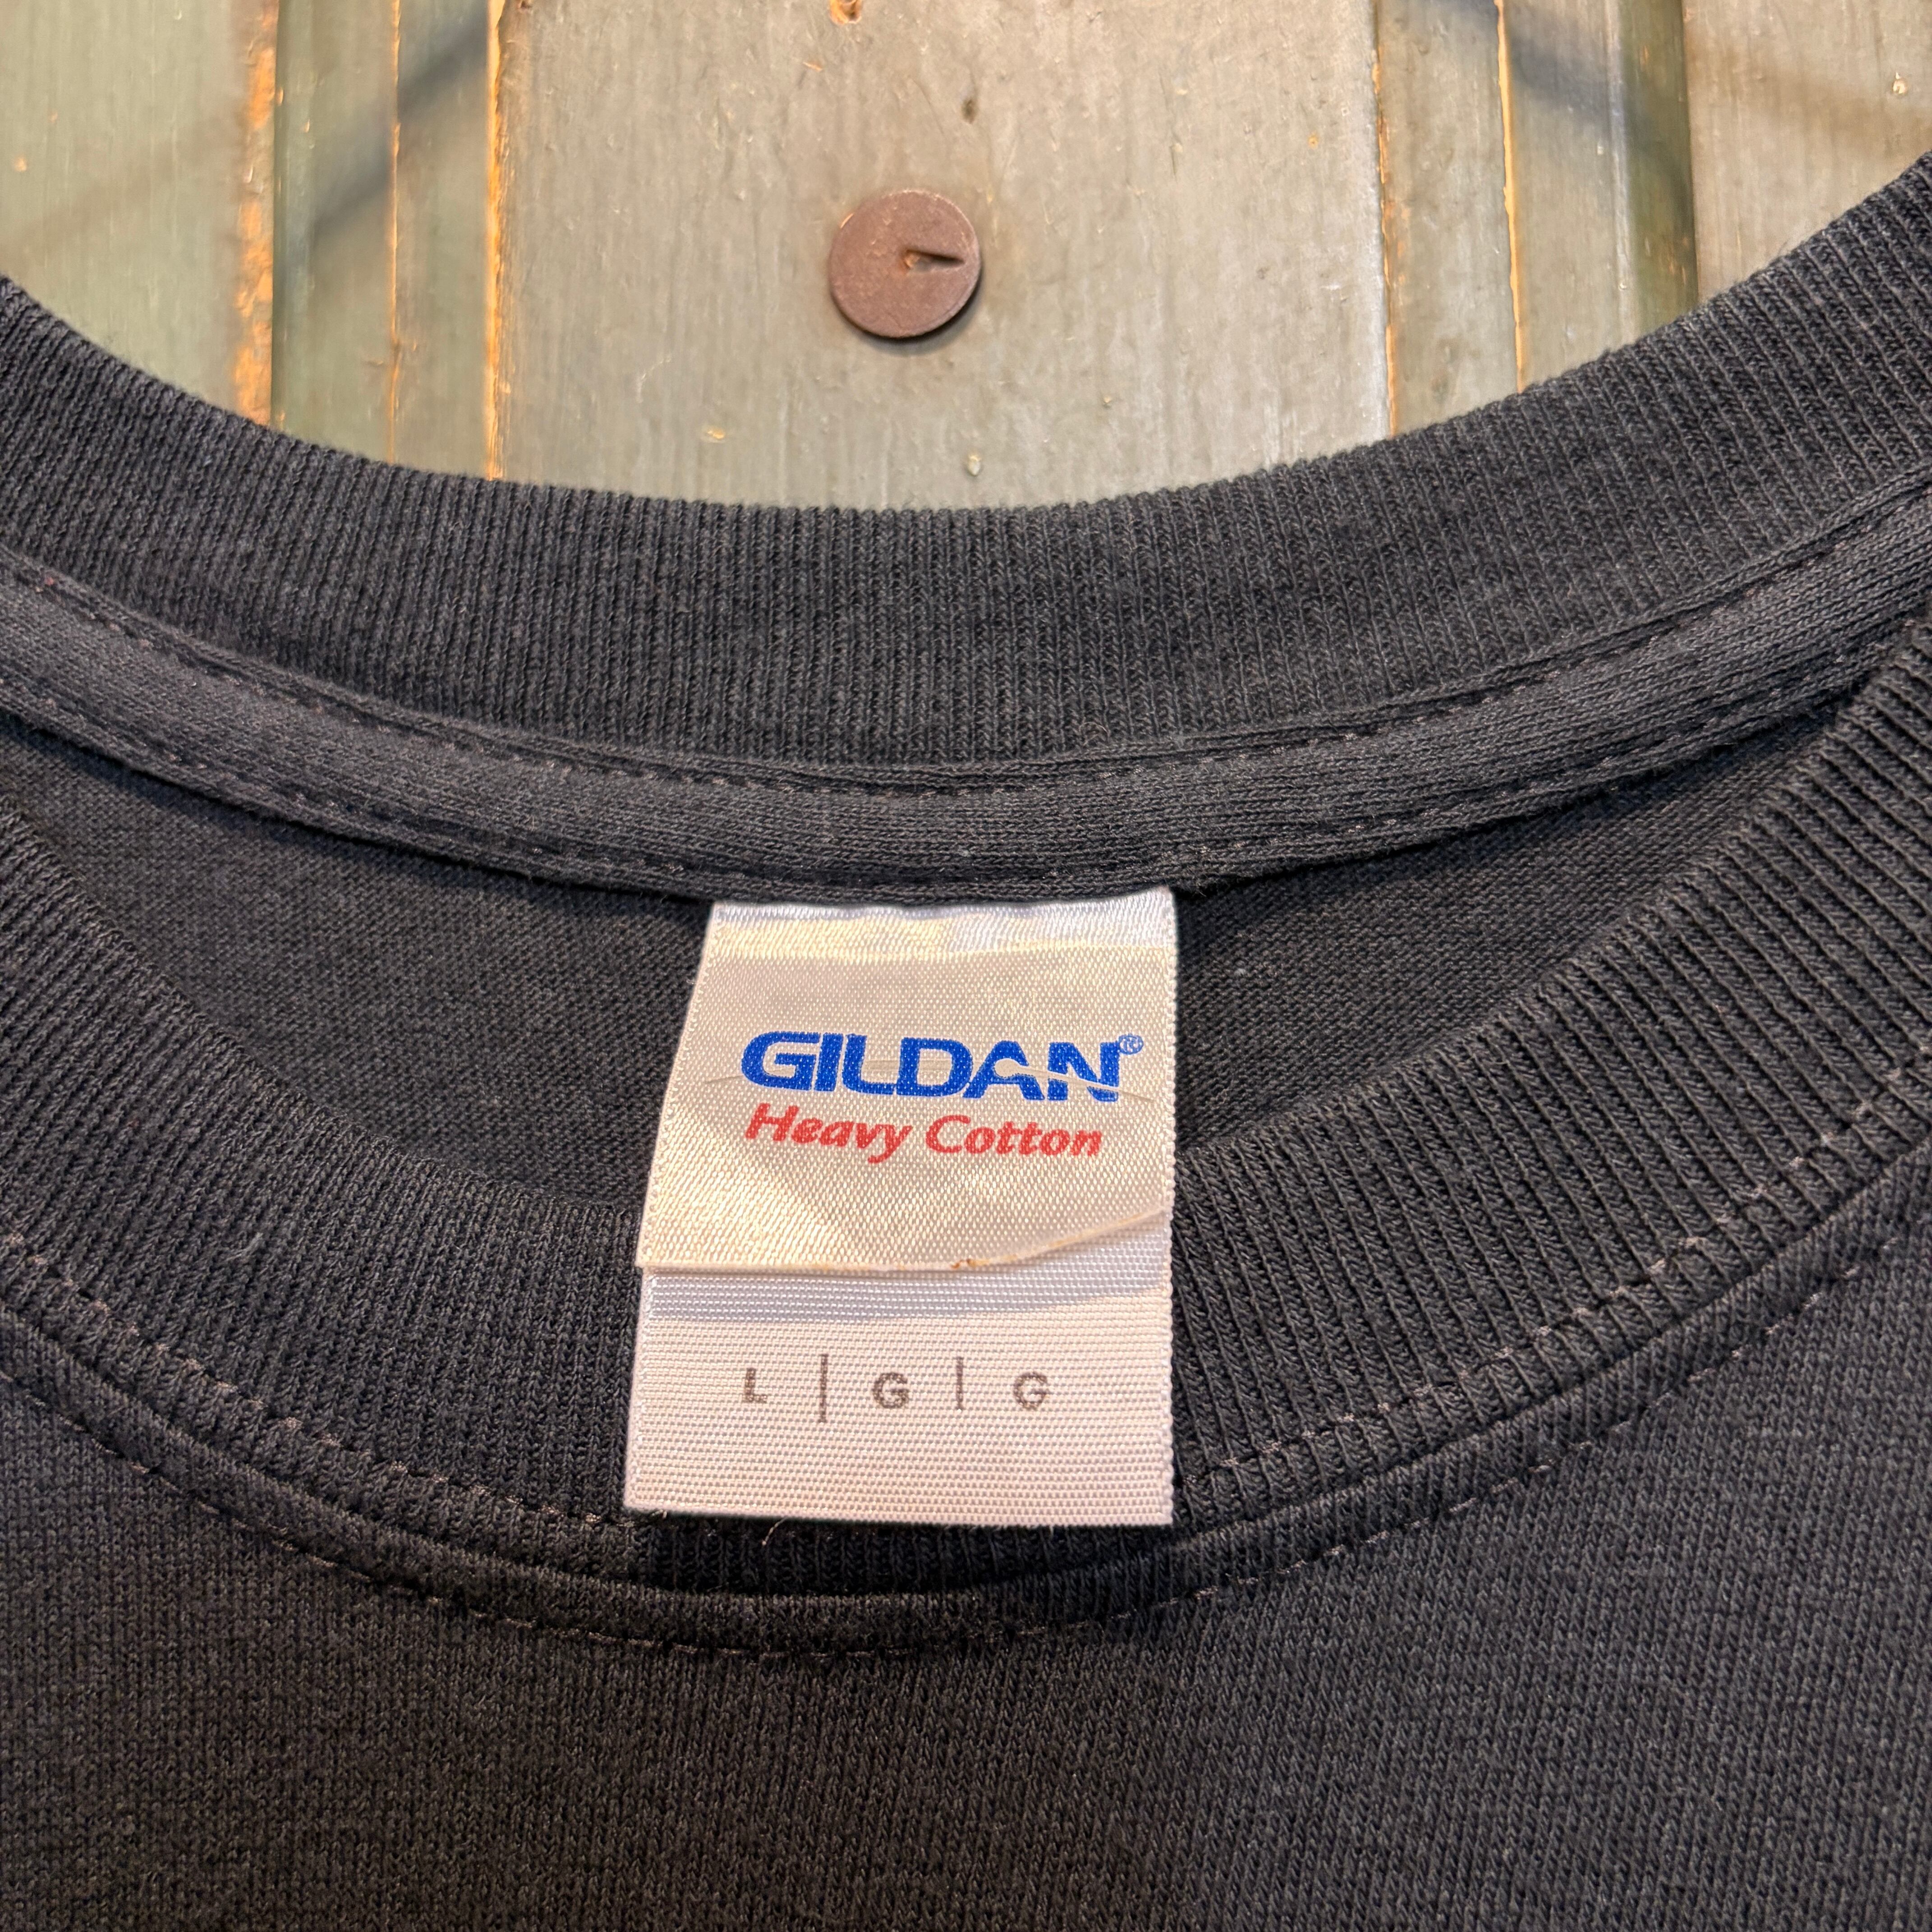 GILDAN®
Heavy Cotton
L | G | G